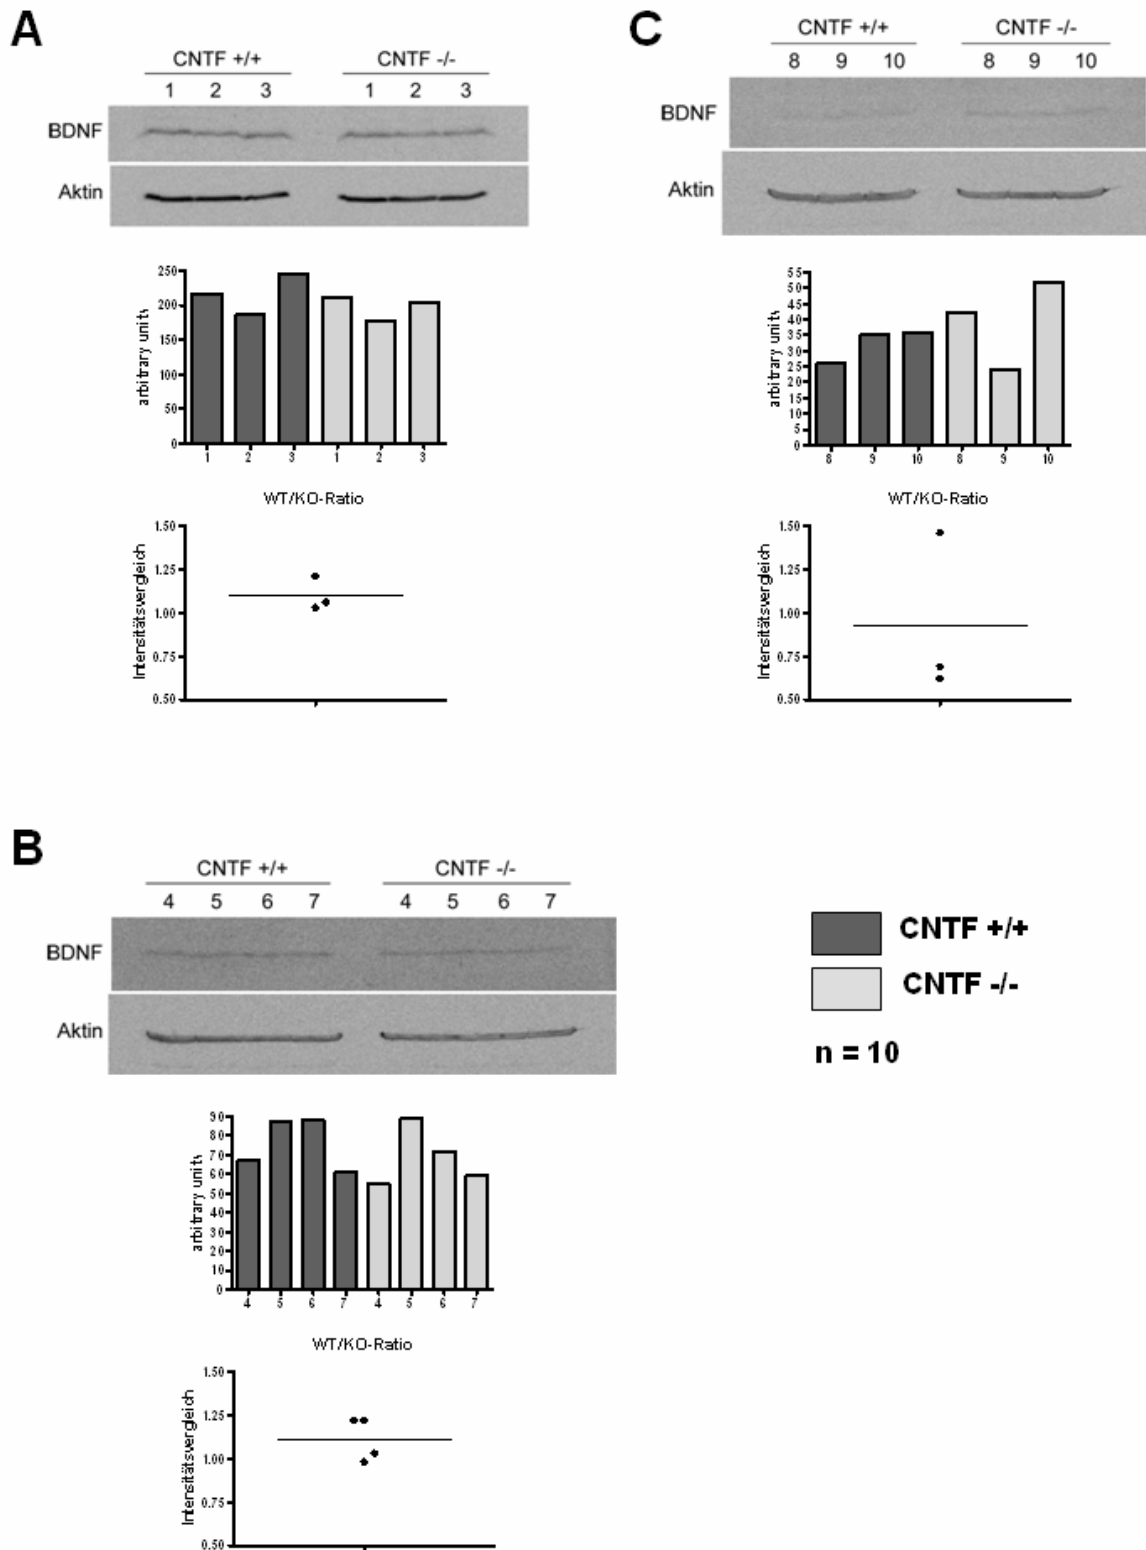 A
CNTF +/+ CNTF -/-
1 2 3 1 2 3
BDNF
Aktin
250
200
150
100
50
0
arbitrary units
1 2 3 1 2 3
WT/KO-Ratio
1.50
1.25
1.00
0.75
0.50
Intensitätsvergleich
C
CNTF +/+ CNTF -/-
8 9 10 8 9 10
BDNF
Aktin
55
50
45
40
35
30
25
20
15
10
5
0
arbitrary units
8 9 10 8 9 10
WT/KO-Ratio
1.50
1.25
1.00
0.75
0.50
Intensitätsvergleich
B
CNTF +/+ CNTF -/-
4 5 6 7 4 5 6 7
BDNF
Aktin
90
80
70
60
50
40
30
20
10
0
arbitrary units
4 5 6 7 4 5 6 7
WT/KO-Ratio
1.50
1.25
1.00
0.75
0.50
Intensitätsvergleich
CNTF +/+
CNTF -/-
n = 10